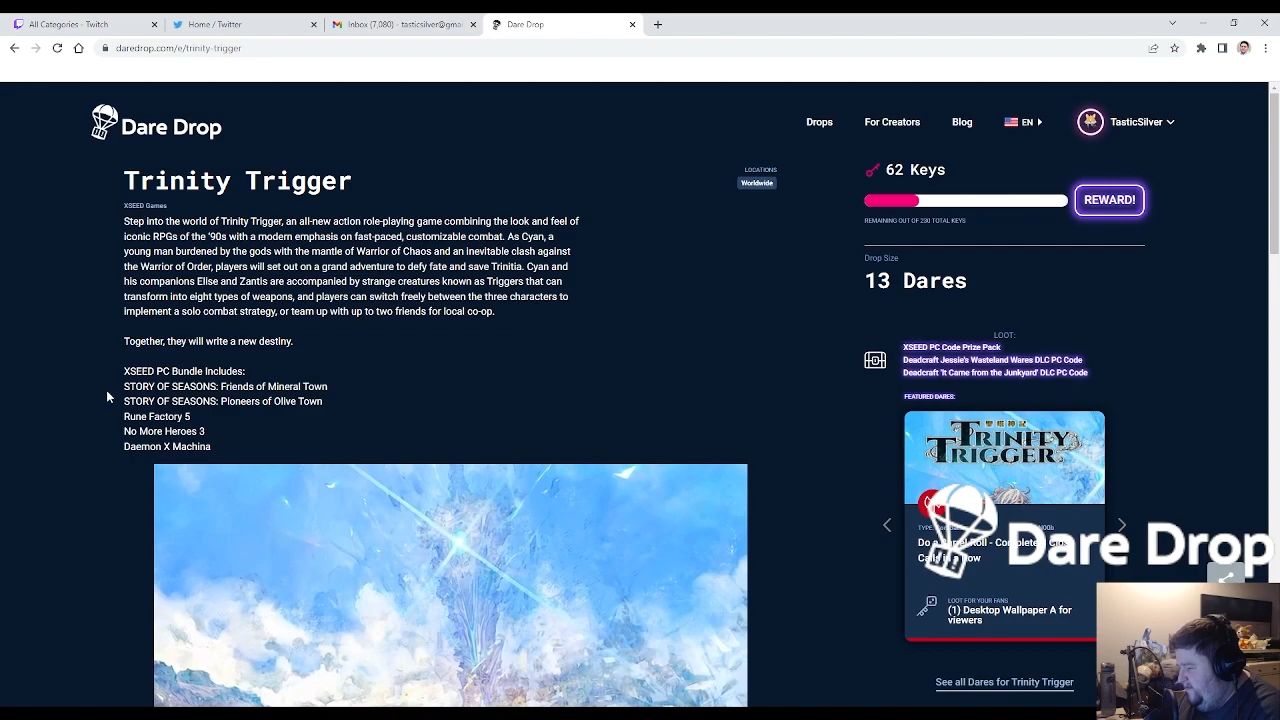 All Categories - Twitch
Home / Twitter
Inbox (7,080) - tasticsilver@gmai
Dare Drop
daredrop.com/e/trinity-trigger
Dare Drop
Drops
For Creators
Blog
EN
TasticSilver
Trinity Trigger
LOCATIONS
Worldwide
XSEED Games
Step into the world of Trinity Trigger, an all-new action role-playing game combining the look and feel of
iconic RPGs of the '90s with a modern emphasis on fast-paced, customizable combat. As Cyan, a
young man burdened by the gods with the mantle of Warrior of Chaos and an inevitable clash against
the Warrior of Order, players will set out on a grand adventure to defy fate and save Trinitia. Cyan and
his companions Elise and Zantis are accompanied by strange creatures known as Triggers that can
transform into eight types of weapons, and players can switch freely between the three characters to
implement a solo combat strategy, or team up with up to two friends for local co-op.
Together, they will write a new destiny.
XSEED PC Bundle Includes:
STORY OF SEASONS: Friends of Mineral Town
STORY OF SEASONS: Pioneers of Olive Town
Rune Factory 5
No More Heroes 3
Daemon X Machina
62 Keys
REWARD!
REMAINING OUT OF 230 TOTAL KEYS
Drop Size
13 Dares
LOOT:
XSEED PC Code Prize Pack
Deadcraft Jessie's Wasteland Wares DLC PC Code
Deadcraft 'It Came from the Junkyard' DLC PC Code
FEATURED DARES:
TRINITY
TRIGGER
TYPE:
Do a Barrel Roll - Complete
Calls in a Row
Dare Drop
LOOT FOR YOUR FANS
(1) Desktop Wallpaper A for
viewers
See all Dares for Trinity Trigger